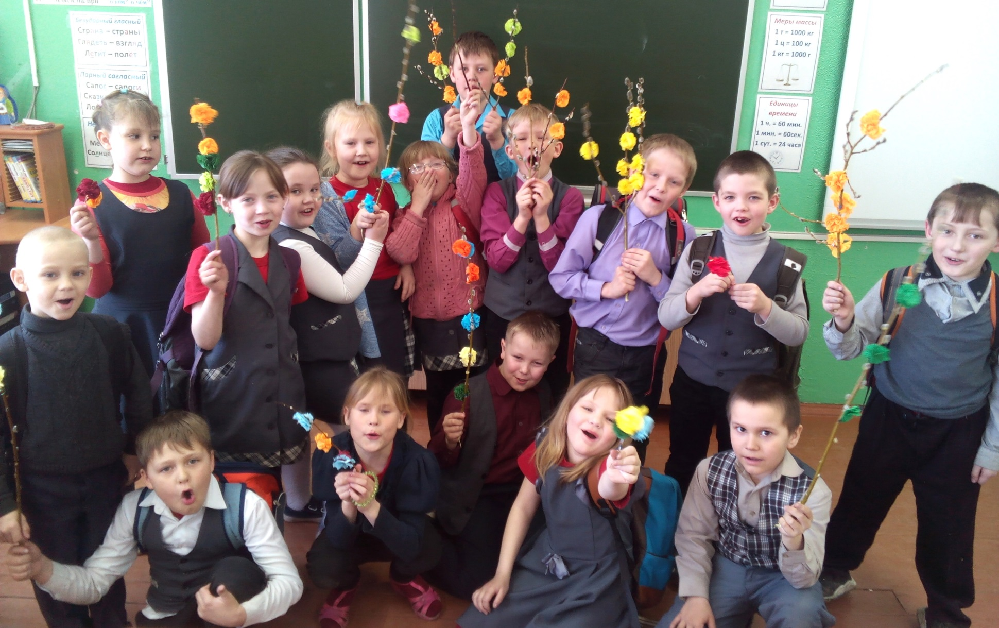 Безударный гласный
Страна – страны
Глядеть – взгляд
Летит – полёт
Парный согласный
Сапог – сапоги
Меры массы
1 т = 1000 кг
1 ц = 100 кг
1 кг = 1000 г
Единицы
времени
1 ч. = 60 мин.
1 мин. = 60сек.
1 сут. = 24 часа